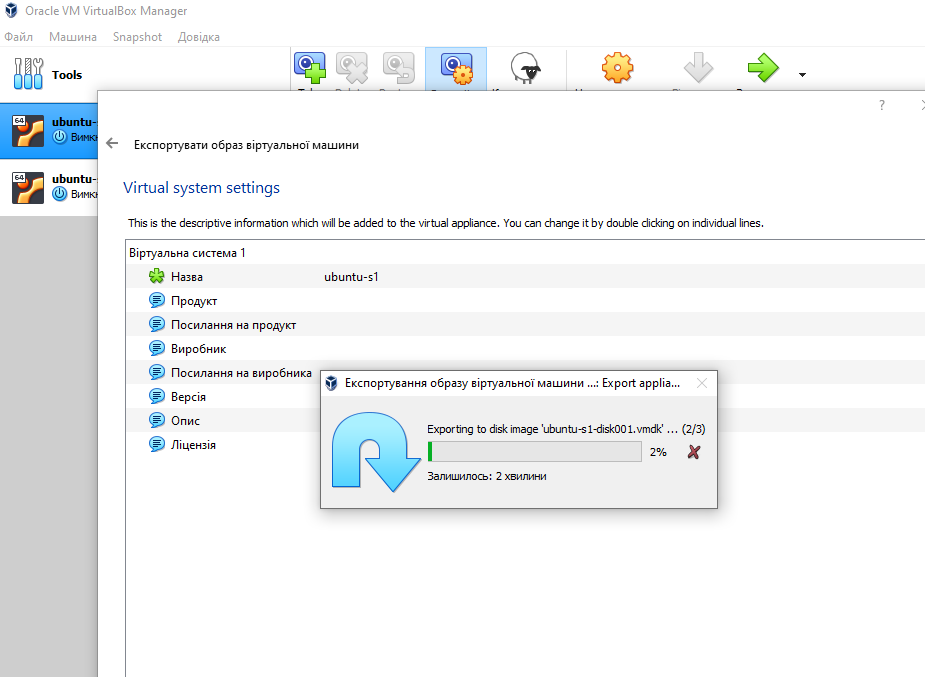 Oracle VM VirtualBox Manager
Файл Машина Snapshot Довідка
Tools
64 ubuntu-
Вимк
64 ubuntu-
Вимк
?
Експортувати образ віртуальної машини
Virtual system settings
This is the descriptive information which will be added to the virtual appliance. You can change it by double clicking on individual lines.
Віртуальна система 1
Назва ubuntu-s1
Продукт
Посилання на продукт
Виробник
Посилання на виробника
Версія
Опис
Ліцензія
Експортування образу віртуальної машини ...: Export applia...
Exporting to disk image 'ubuntu-s1-disk001.vmdk' ... (2/3)
2%
Залишилось: 2 хвилини